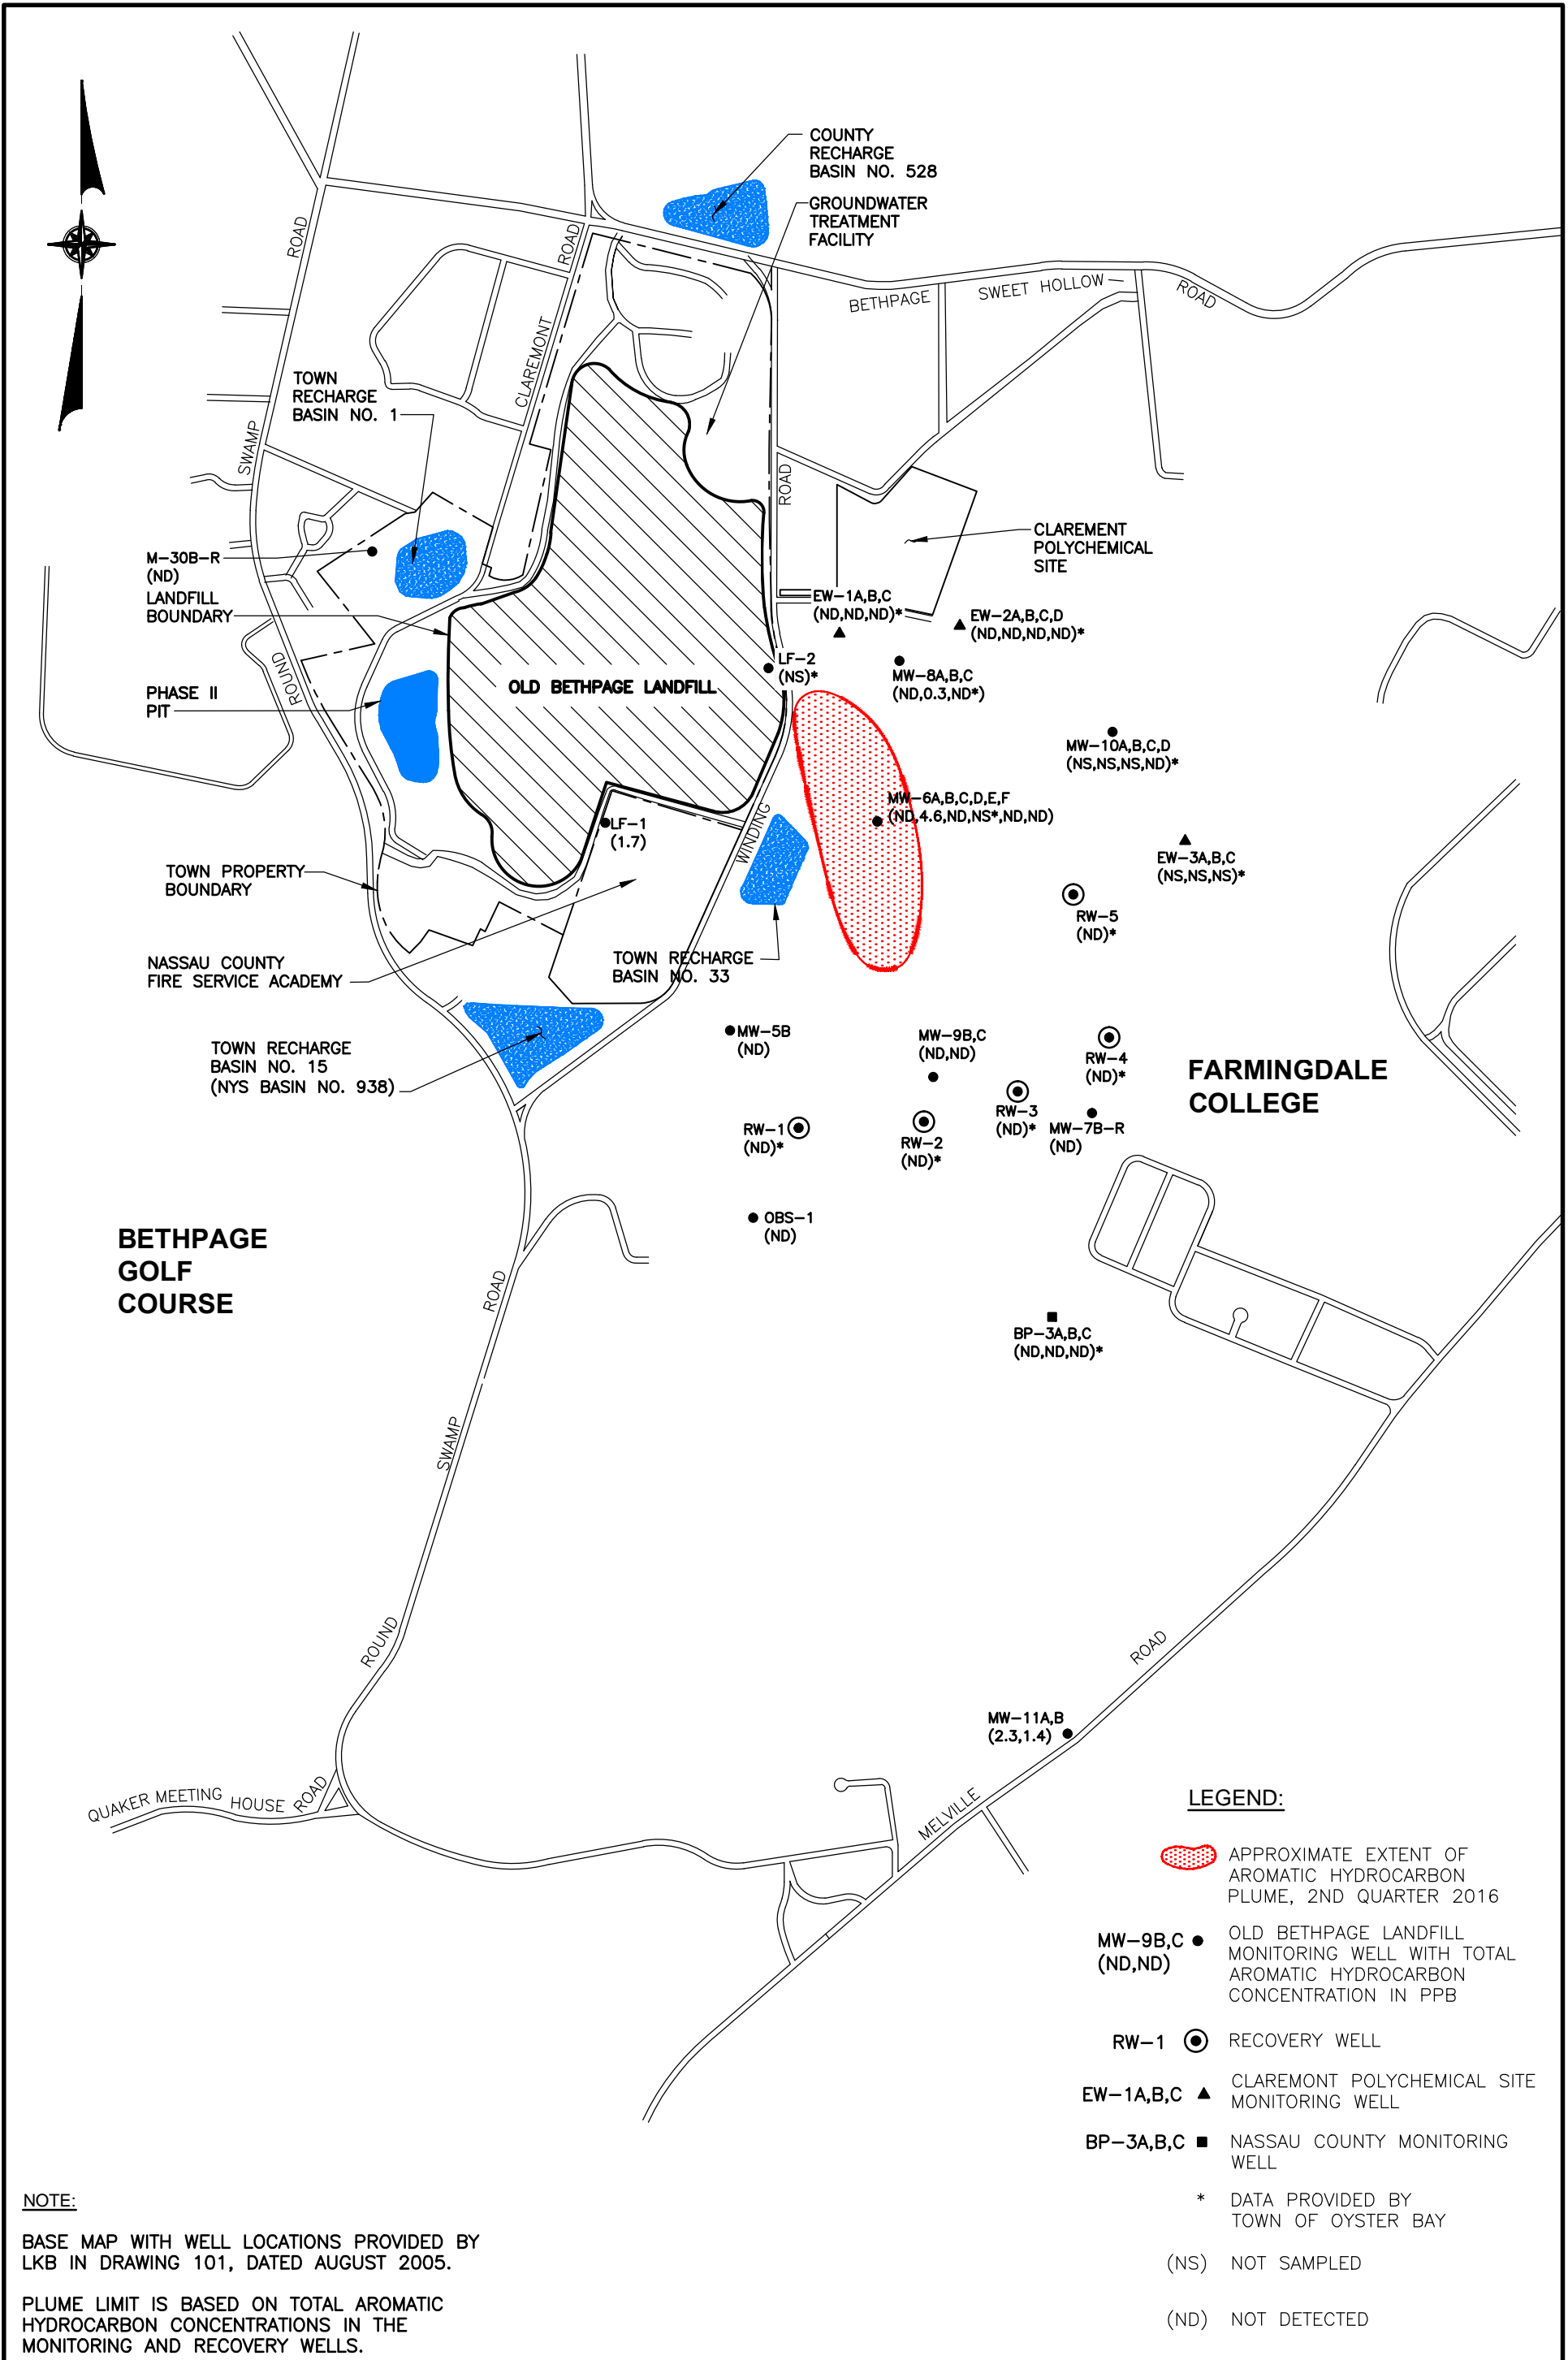 COUNTY
RECHARGE
BASIN NO. 528
GROUNDWATER
TREATMENT
FACILITY
ROAD
ROAD
BETHPAGE
SWEET HOLLOW
ROAD
CLAREMONT
TOWN
RECHARGE
BASIN NO. 1
SWAMP
ROAD
CLAREMENT
POLYCHEMICAL
SITE
M-30B-R
(ND)
LANDFILL
BOUNDARY
EW-1A,B,C
(ND,ND,ND)*
EW-2A,B,C,D
(ND,ND,ND,ND)*
LF-2
(NS)*
MW-8A,B,C
(ND,0.3,ND*)
ROUND
PHASE II
PIT
OLD BETHPAGE LANDFILL
MW-10A,B,C,D
(NS,NS,NS,ND)*
MW-6A,B,C,D,E,F
(ND,4.6,ND,NS*,ND,ND)
LF-1
(1.7)
WINDING
EW-3A,B,C
(NS,NS,NS)*
TOWN PROPERTY
BOUNDARY
RW-5
(ND)*
NASSAU COUNTY
FIRE SERVICE ACADEMY
TOWN RECHARGE
BASIN NO. 33
TOWN RECHARGE
BASIN NO. 15
(NYS BASIN NO. 938)
MW-5B
(ND)
MW-9B,C
(ND,ND)
RW-4
(ND)*
FARMINGDALE
COLLEGE
RW-1
(ND)*
RW-2
(ND)*
RW-3
(ND)*
MW-7B-R
(ND)
OBS-1
(ND)
BETHPAGE
GOLF
COURSE
ROAD
BP-3A,B,C
(ND,ND,ND)*
SWAMP
ROUND
ROAD
MW-11A,B
(2.3,1.4)
QUAKER MEETING HOUSE ROAD
MELVILLE
LEGEND:
APPROXIMATE EXTENT OF
AROMATIC HYDROCARBON
PLUME, 2ND QUARTER 2016
MW-9B,C
(ND,ND)
OLD BETHPAGE LANDFILL
MONITORING WELL WITH TOTAL
AROMATIC HYDROCARBON
CONCENTRATION IN PPB
RW-1
RECOVERY WELL
EW-1A,B,C
CLAREMONT POLYCHEMICAL SITE
MONITORING WELL
BP-3A,B,C
NASSAU COUNTY MONITORING
WELL
* DATA PROVIDED BY
TOWN OF OYSTER BAY
(NS) NOT SAMPLED
(ND) NOT DETECTED
NOTE:
BASE MAP WITH WELL LOCATIONS PROVIDED BY
LKB IN DRAWING 101, DATED AUGUST 2005.
PLUME LIMIT IS BASED ON TOTAL AROMATIC
HYDROCARBON CONCENTRATIONS IN THE
MONITORING AND RECOVERY WELLS.